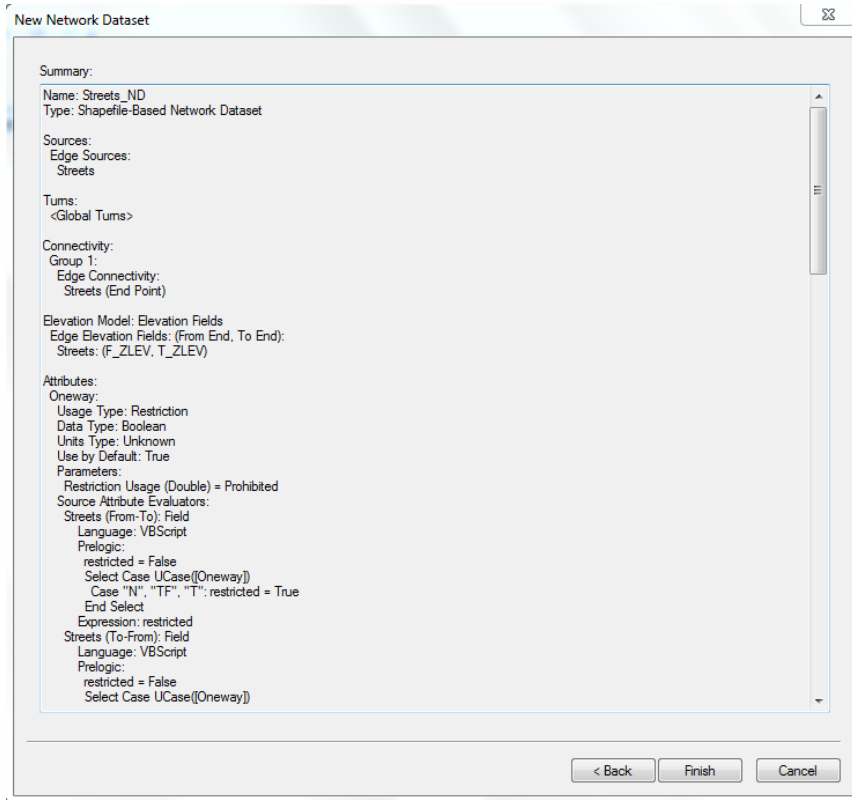 New Network Dataset
Summary:
Name: Streets_ND
Type: Shapefile-Based Network Dataset
Sources:
Edge Sources:
Streets
Turns:
<Global Turns>
Connectivity:
Group 1:
Edge Connectivity:
Streets (End Point)
Elevation Model: Elevation Fields
Edge Elevation Fields: (From End, To End):
Streets: (F_ZLEV, T_ZLEV)
Attributes:
Oneway:
Usage Type: Restriction
Data Type: Boolean
Units Type: Unknown
Use by Default: True
Parameters:
Restriction Usage (Double) = Prohibited
Source Attribute Evaluators:
Streets (From-To): Field
Language: VBScript
Prelogic:
restricted = False
Select Case UCase([Oneway])
Case "N", "TF", "T": restricted = True
End Select
Expression: restricted
Streets (To-From): Field
Language: VBScript
Prelogic:
restricted = False
Select Case UCase([Oneway])
< Back Finish Cancel